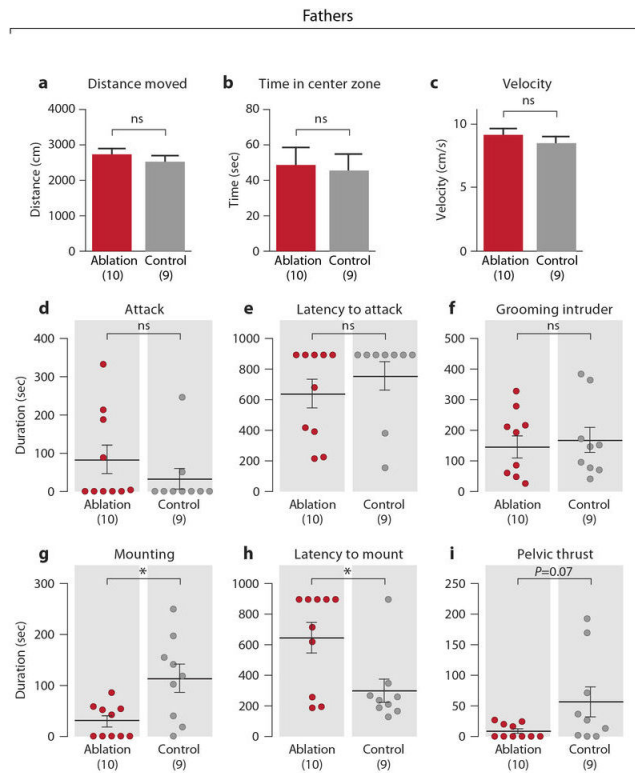 Fathers
a Distance moved
4000
3000
2000
1000
0
Distance (cm)
ns
Ablation
(10)
Control
(9)
b Time in center zone
80
60
40
20
0
Time (sec)
ns
Ablation
(10)
Control
(9)
c Velocity
10
5
0
Velocity (cm/s)
ns
Ablation
(10)
Control
(9)
d Attack
400
300
200
100
0
Duration (sec)
ns
Ablation
(10)
Control
(9)
e Latency to attack
1000
800
600
400
200
0
ns
Ablation
(10)
Control
(9)
f Grooming intruder
500
400
300
200
100
0
ns
Ablation
(10)
Control
(9)
g Mounting
300
200
100
0
Duration (sec)
*
Ablation
(10)
Control
(9)
h Latency to mount
1000
800
600
400
200
0
*
Ablation
(10)
Control
(9)
i Pelvic thrust
250
200
150
100
50
0
P=0.07
Ablation
(10)
Control
(9)